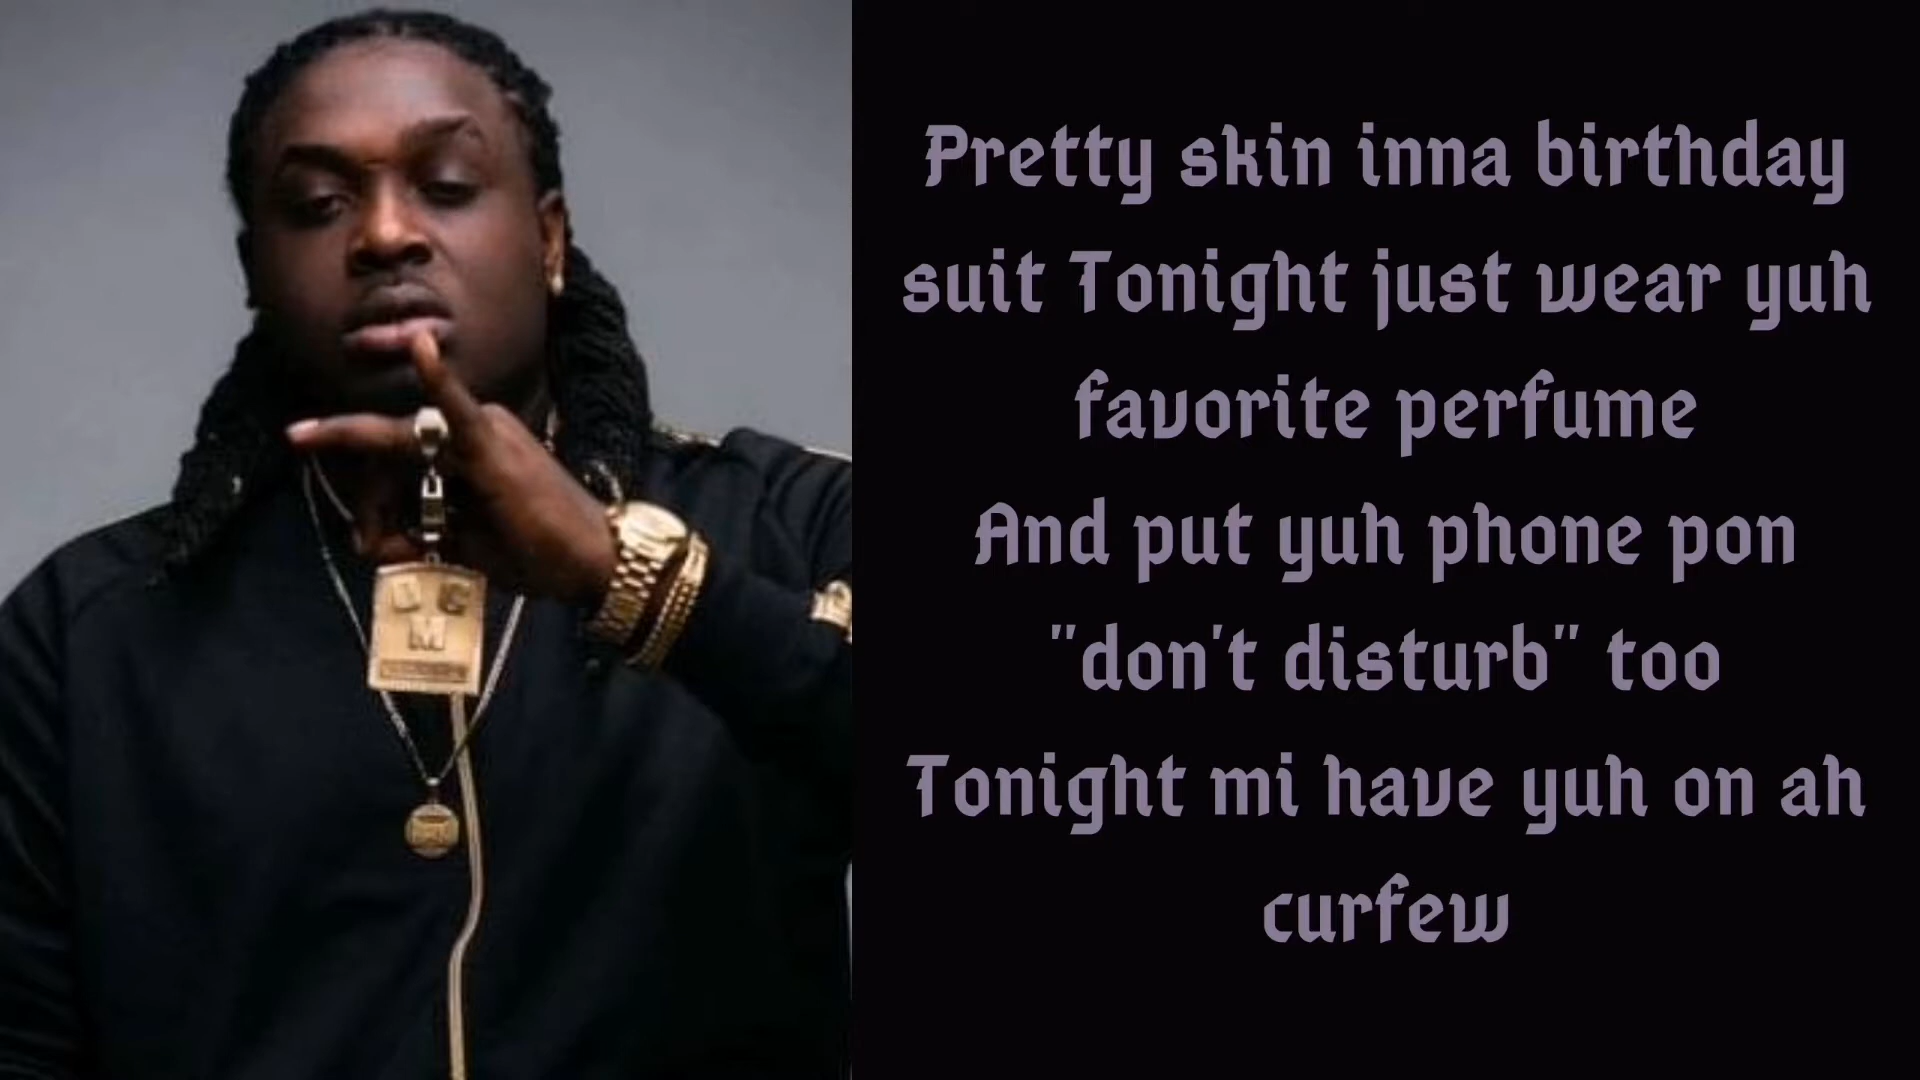 Pretty skin inna birthday
suit Tonight just wear yuh
favorite perfume
And put yuh phone pon
"don't disturb" too
Tonight mi have yuh on ah
curfew